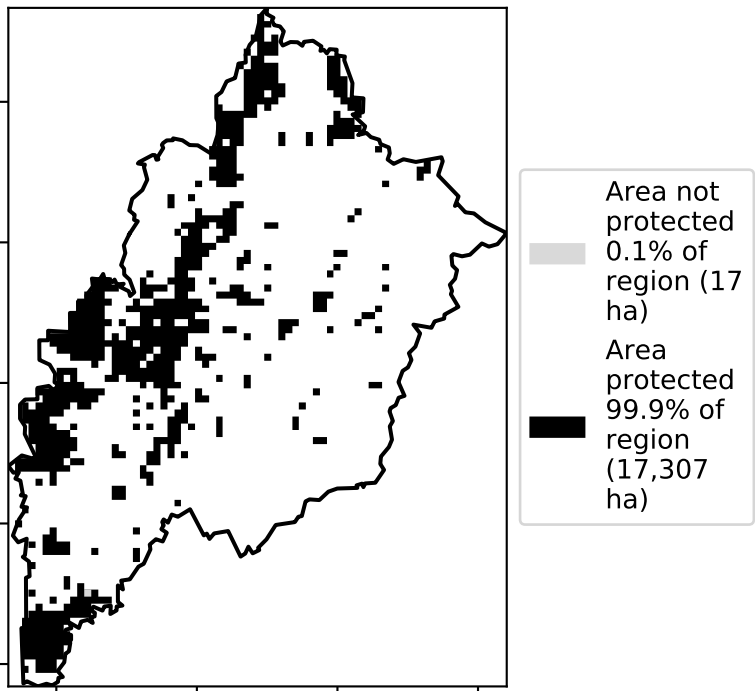 Area not
protected
0.1% of
region (17
ha)
Area
protected
99.9% of
region
(17,307
ha)